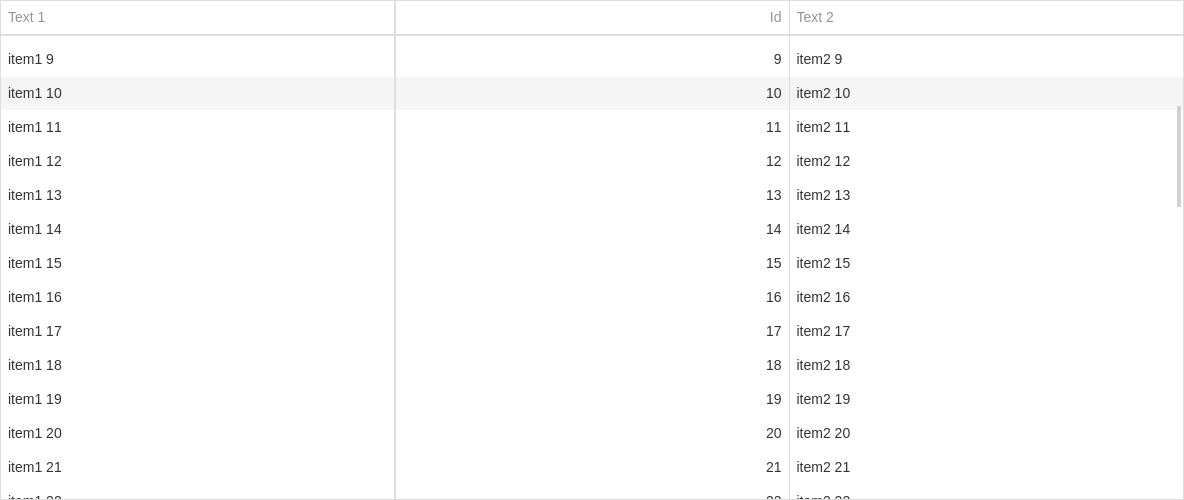 Text 1 Id Text 2
item1 9 9 item2 9
item1 10 10 item2 10
item1 11 11 item2 11
item1 12 12 item2 12
item1 13 13 item2 13
item1 14 14 item2 14
item1 15 15 item2 15
item1 16 16 item2 16
item1 17 17 item2 17
item1 18 18 item2 18
item1 19 19 item2 19
item1 20 20 item2 20
item1 21 21 item2 21